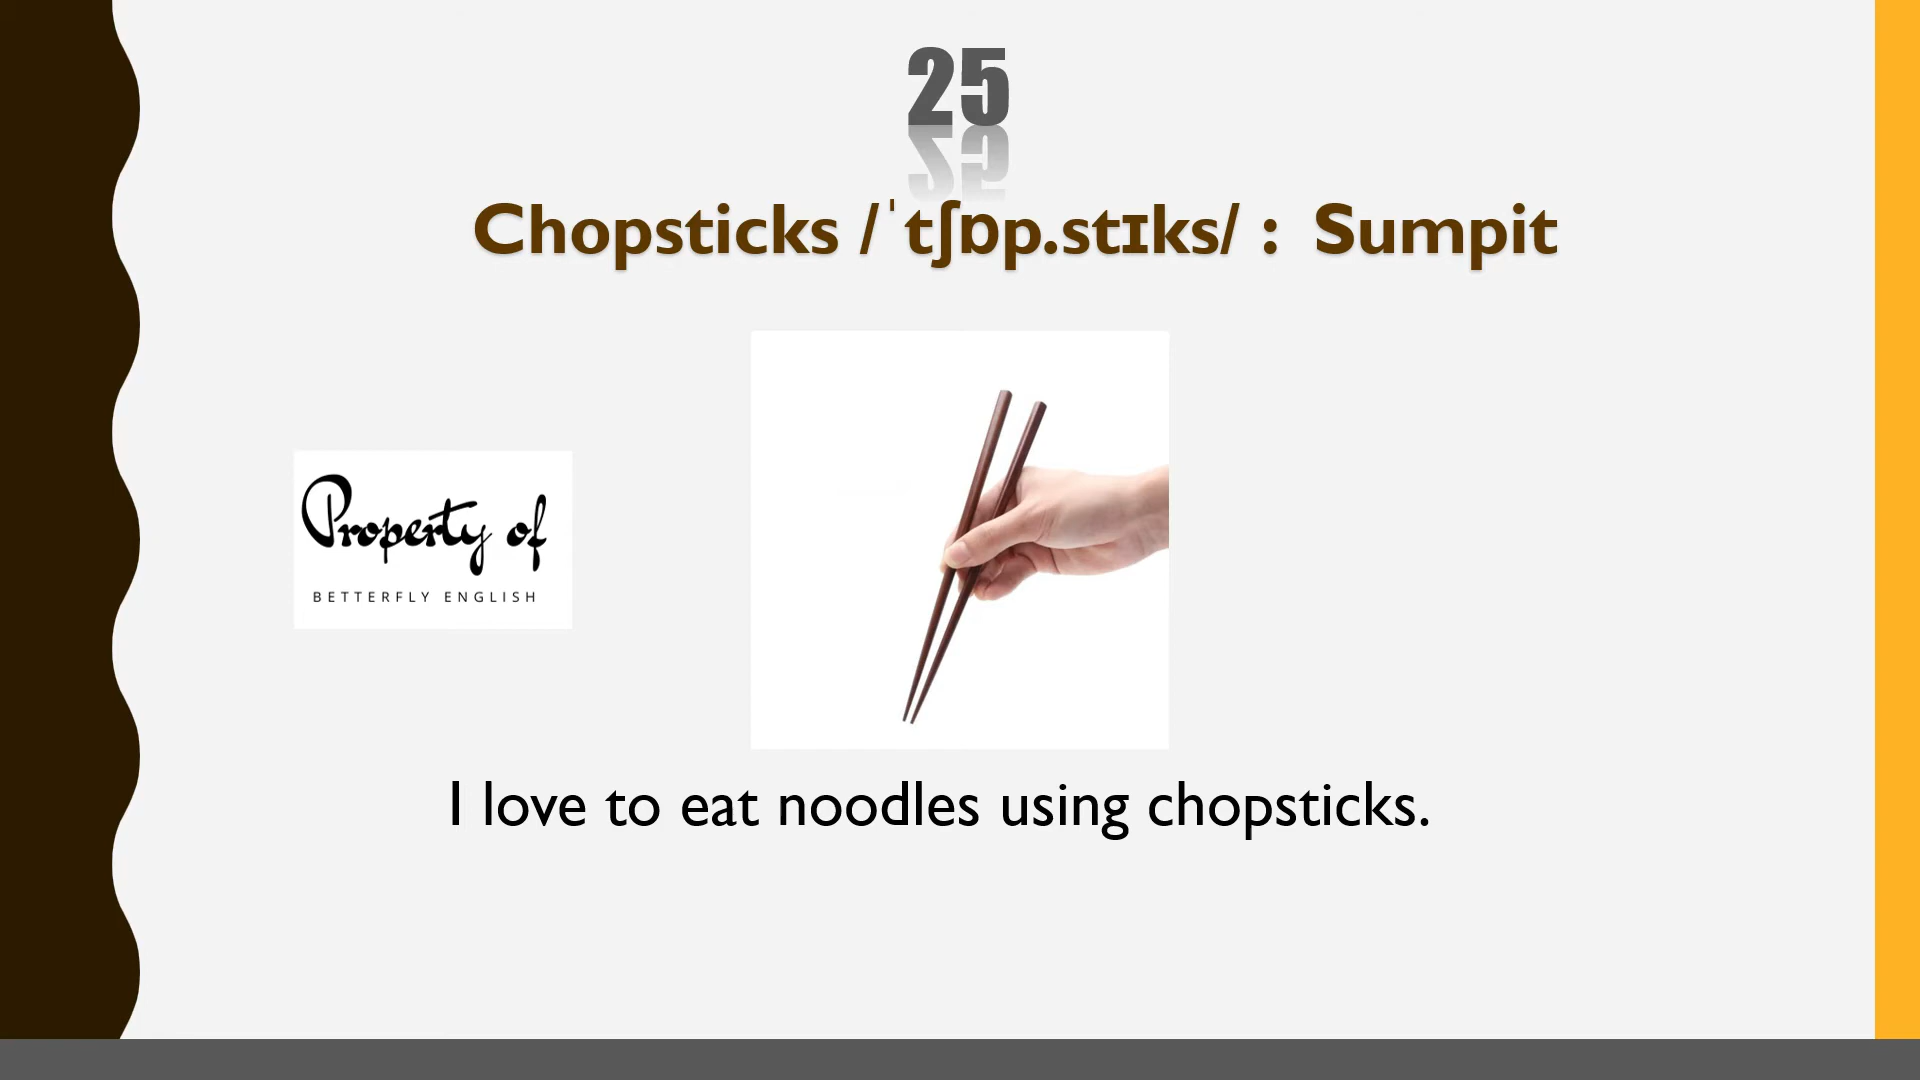 25
Chopsticks /ˈtʃɒp.stɪks/ : Sumpit
Property of
BETTERFLY ENGLISH
I love to eat noodles using chopsticks.